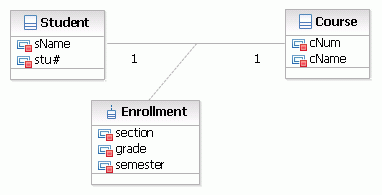 Student
sName
stu#
1
1
Course
cNum
cName
Enrollment
section
grade
semester